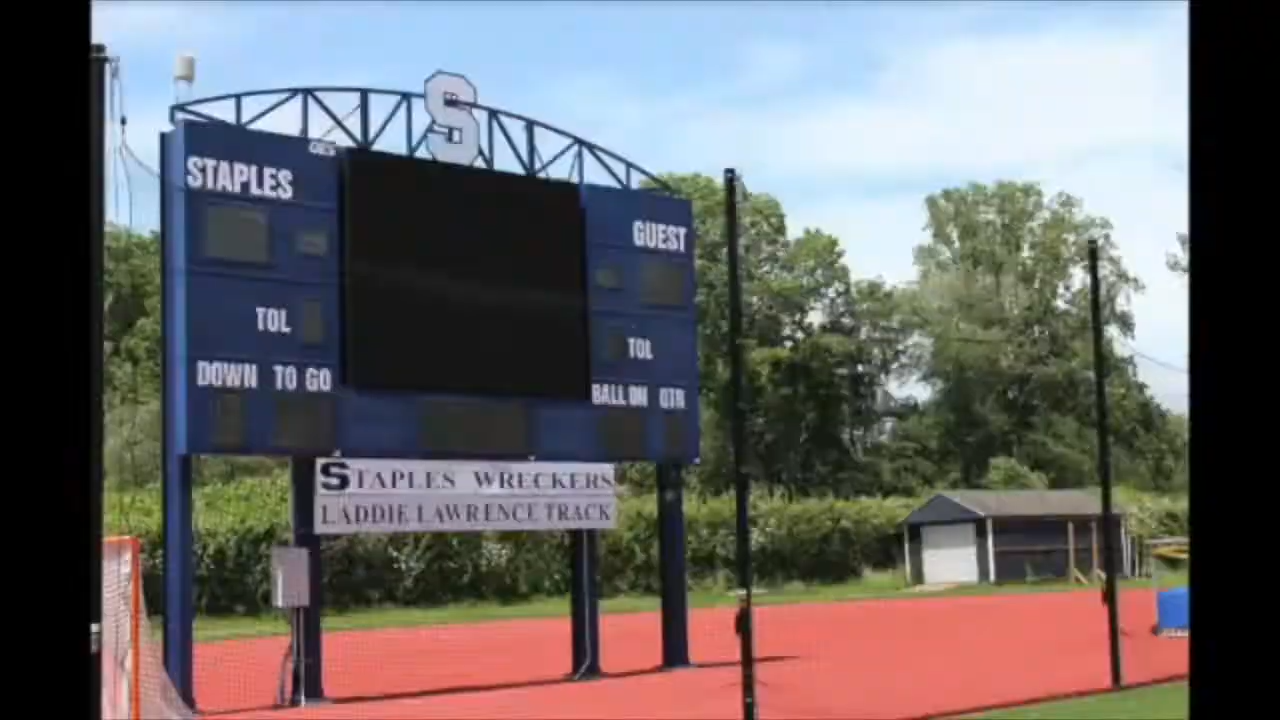 S
STAPLES
GUEST
TOL
TOL
DOWN TO GO
BALL ON QTR
STAPLES WRECKERS
LADDIE LAWRENCE TRACK